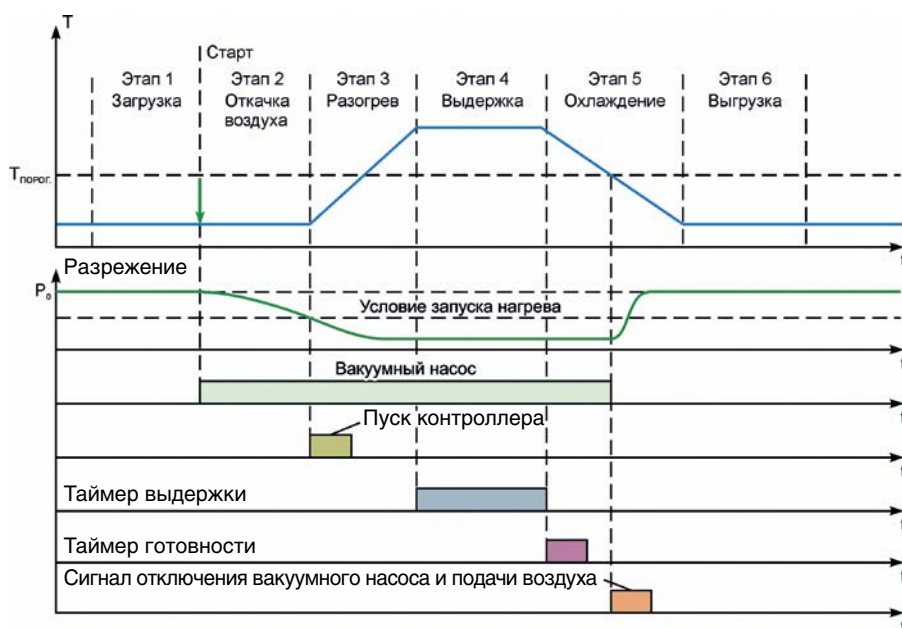 T
Старт
Этап 1
Загрузка
Этап 2
Откачка
воздуха
Этап 3
Разогрев
Этап 4
Выдержка
Этап 5
Охлаждение
Этап 6
Выгрузка
Tпорог.
t
Разрежение
P₀
Условие запуска нагрева
t
Вакуумный насос
t
Пуск контроллера
t
Таймер выдержки
t
Таймер готовности
t
Сигнал отключения вакуумного насоса и подачи воздуха
t